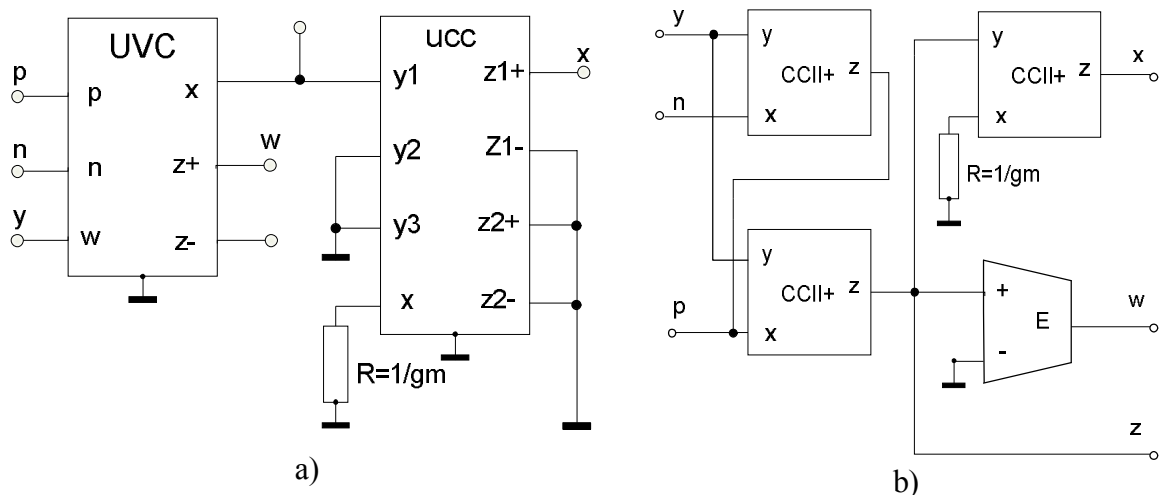 UVC
p
p
n
n
y
w
x
z+
w
z-
ucc
y1
y2
y3
x
z1+
x
Z1-
z2+
z2-
R=1/gm
a)
y
n
y
x
CCII+
z
p
y
x
CCII+
z
y
x
CCII+
z
x
R=1/gm
+
-
E
w
z
b)